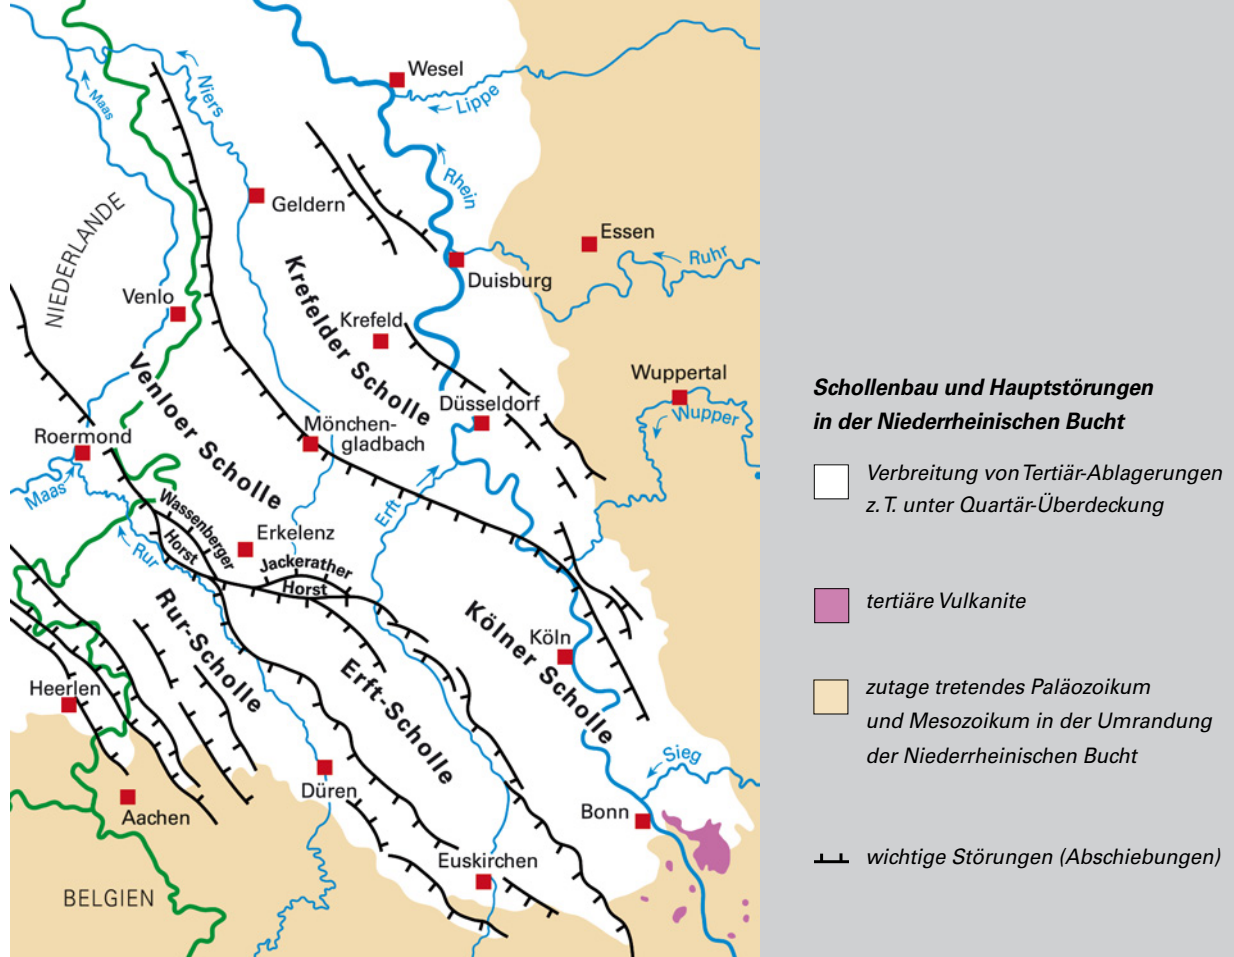 Wesel
Lippe
Niers
Maas
Rhein
NIEDERLANDE
Geldern
Essen
Ruhr
Duisburg
Venlo
Krefeld
Krefelder Scholle
Wuppertal
Wupper
Venloer Scholle
Düsseldorf
Mönchen-
gladbach
Roermond
Maas
Erft
Wassenberger
Horst
Erkelenz
Rur
Jackerather
Horst
Rur-Scholle
Kölner Scholle
Köln
Erft-Scholle
Heerlen
Sieg
Düren
Bonn
Aachen
Euskirchen
BELGIEN
Schollenbau und Hauptstörungen
in der Niederrheinischen Bucht
Verbreitung von Tertiär-Ablagerungen
z. T. unter Quartär-Überdeckung
tertiäre Vulkanite
zutage tretendes Paläozoikum
und Mesozoikum in der Umrandung
der Niederrheinischen Bucht
wichtige Störungen (Abschiebungen)